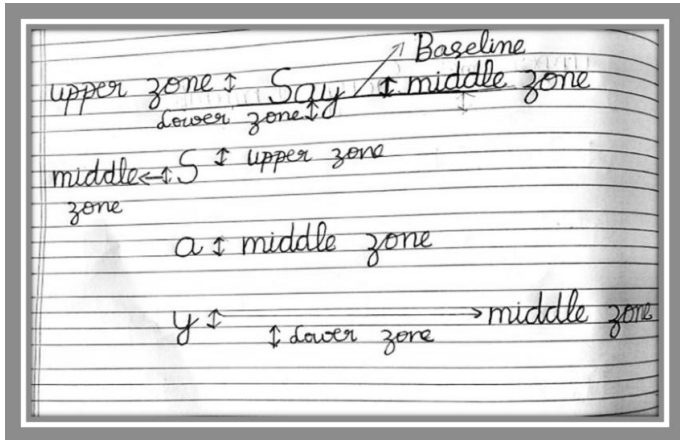 Baseline
upper zone ↕ Say ↕ middle zone
Lower zone ↕
S ↕ upper zone
middle ↔ ↕
zone
a ↕ middle zone
y ↕ → middle zone
↕ Lower zone